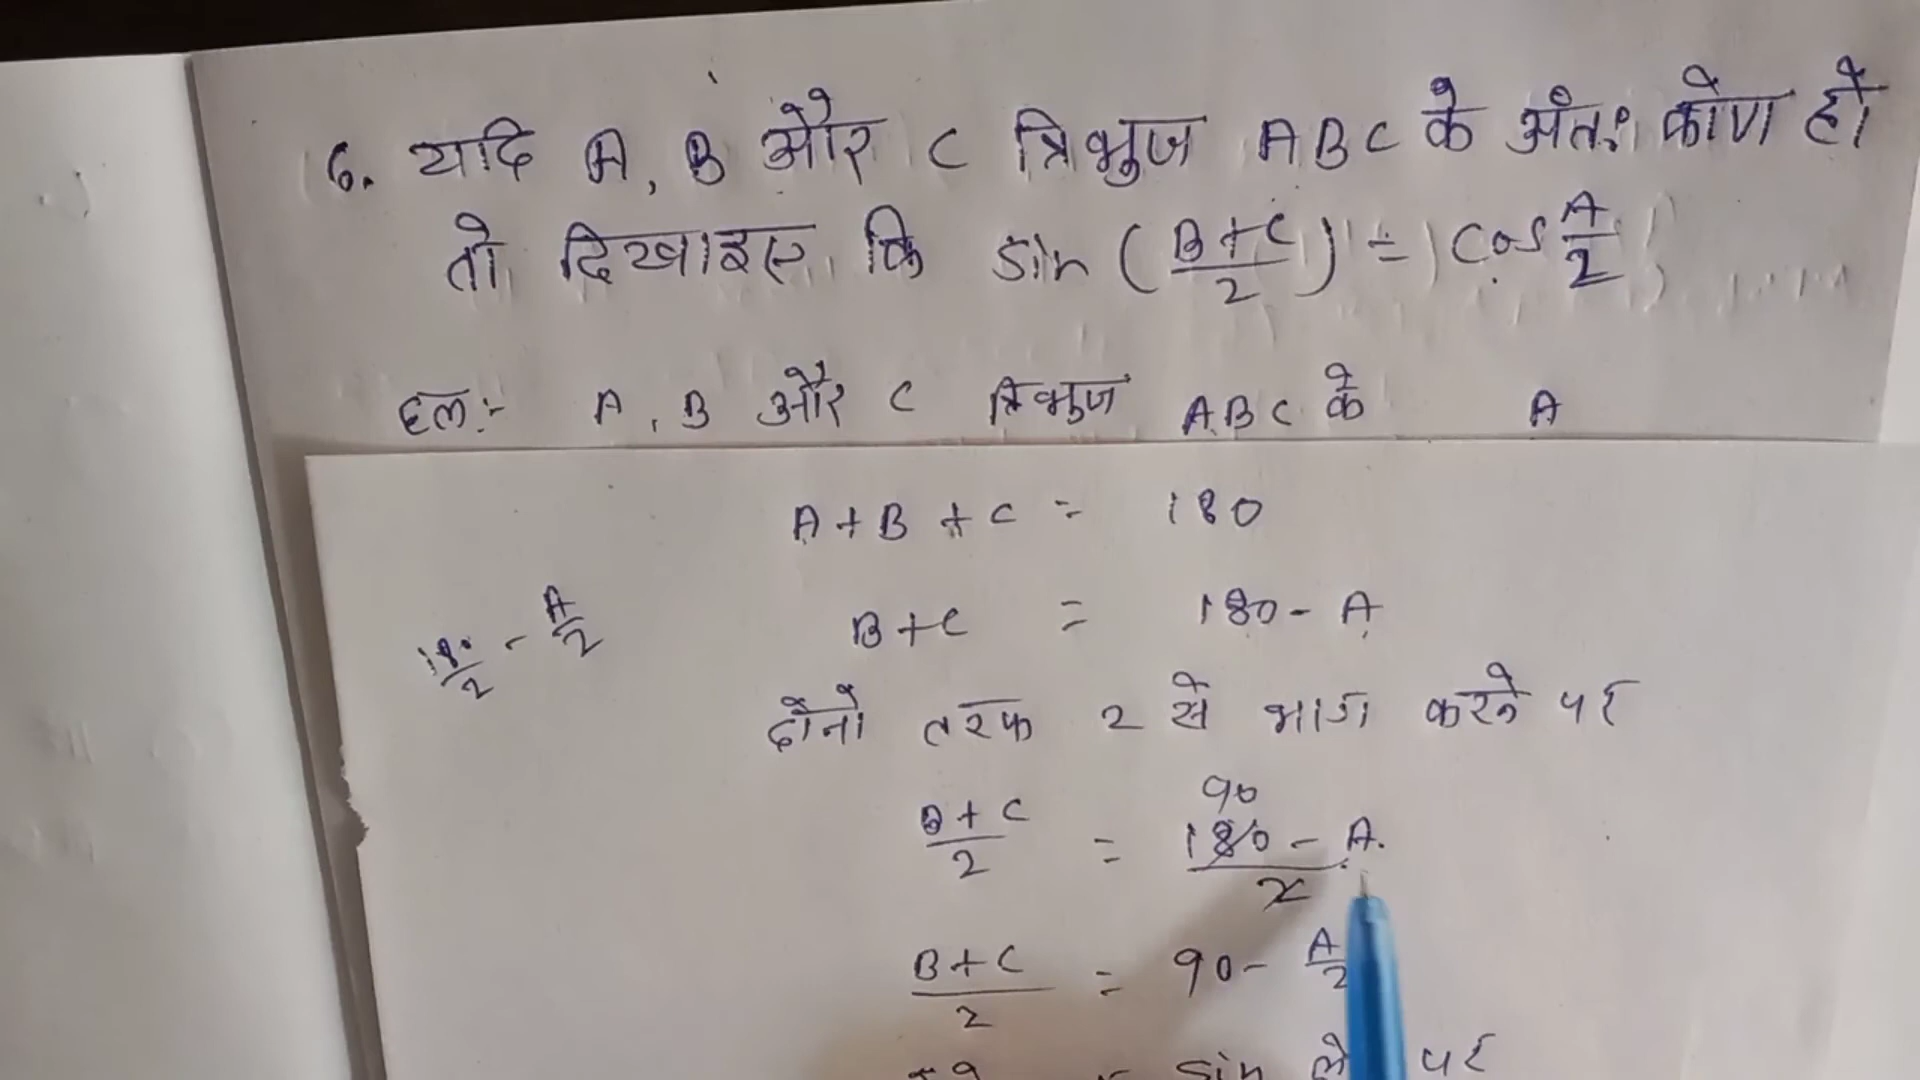 6. यदि A, B और C त्रिभुज ABC के अंतः कोण हो
तो दिखाइए कि sin (B+C/2) = cos A/2
हल:- A, B और C त्रिभुज ABC के A
A + B + C = 180
B+C = 180 - A
180/2 - A/2
दोनों तरफ 2 से भाग करने पर
B+C/2 = 180 - A/2
90
B+C/2 = 90 - A/2
sin ले पर